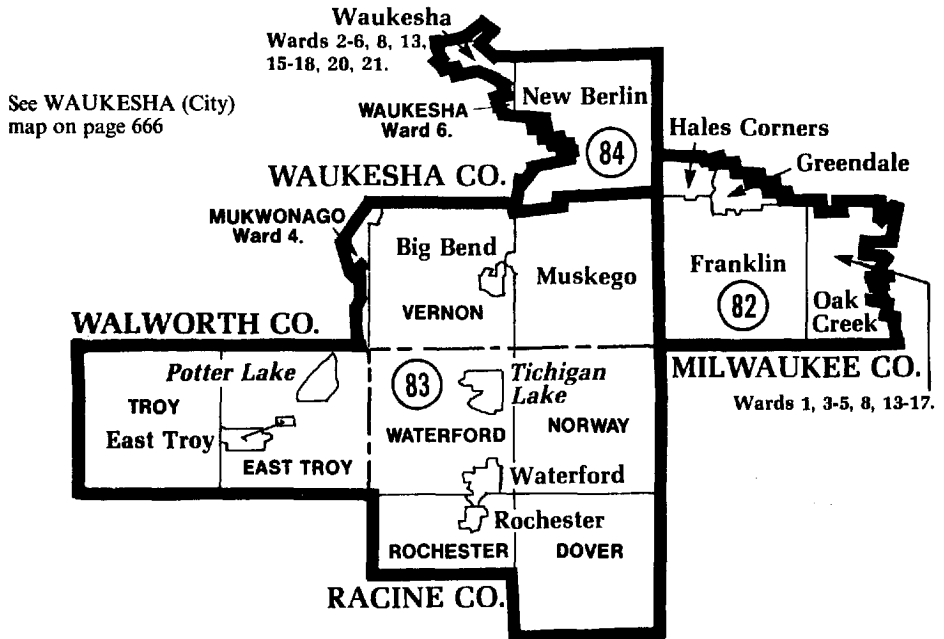 Waukesha
Wards 2-6, 8, 13,
15-18, 20, 21.
See WAUKESHA (City)
map on page 666
WAUKESHA
Ward 6.
New Berlin
84
Hales Corners
Greendale
WAUKESHA CO.
MUKWONAGO
Ward 4.
Big Bend
VERNON
Muskego
Franklin
82
Oak
Creek
WALWORTH CO.
MILWAUKEE CO.
Wards 1, 3-5, 8, 13-17.
Potter Lake
83
Tichigan
Lake
TROY
East Troy
EAST TROY
WATERFORD
NORWAY
Waterford
Rochester
ROCHESTER
DOVER
RACINE CO.